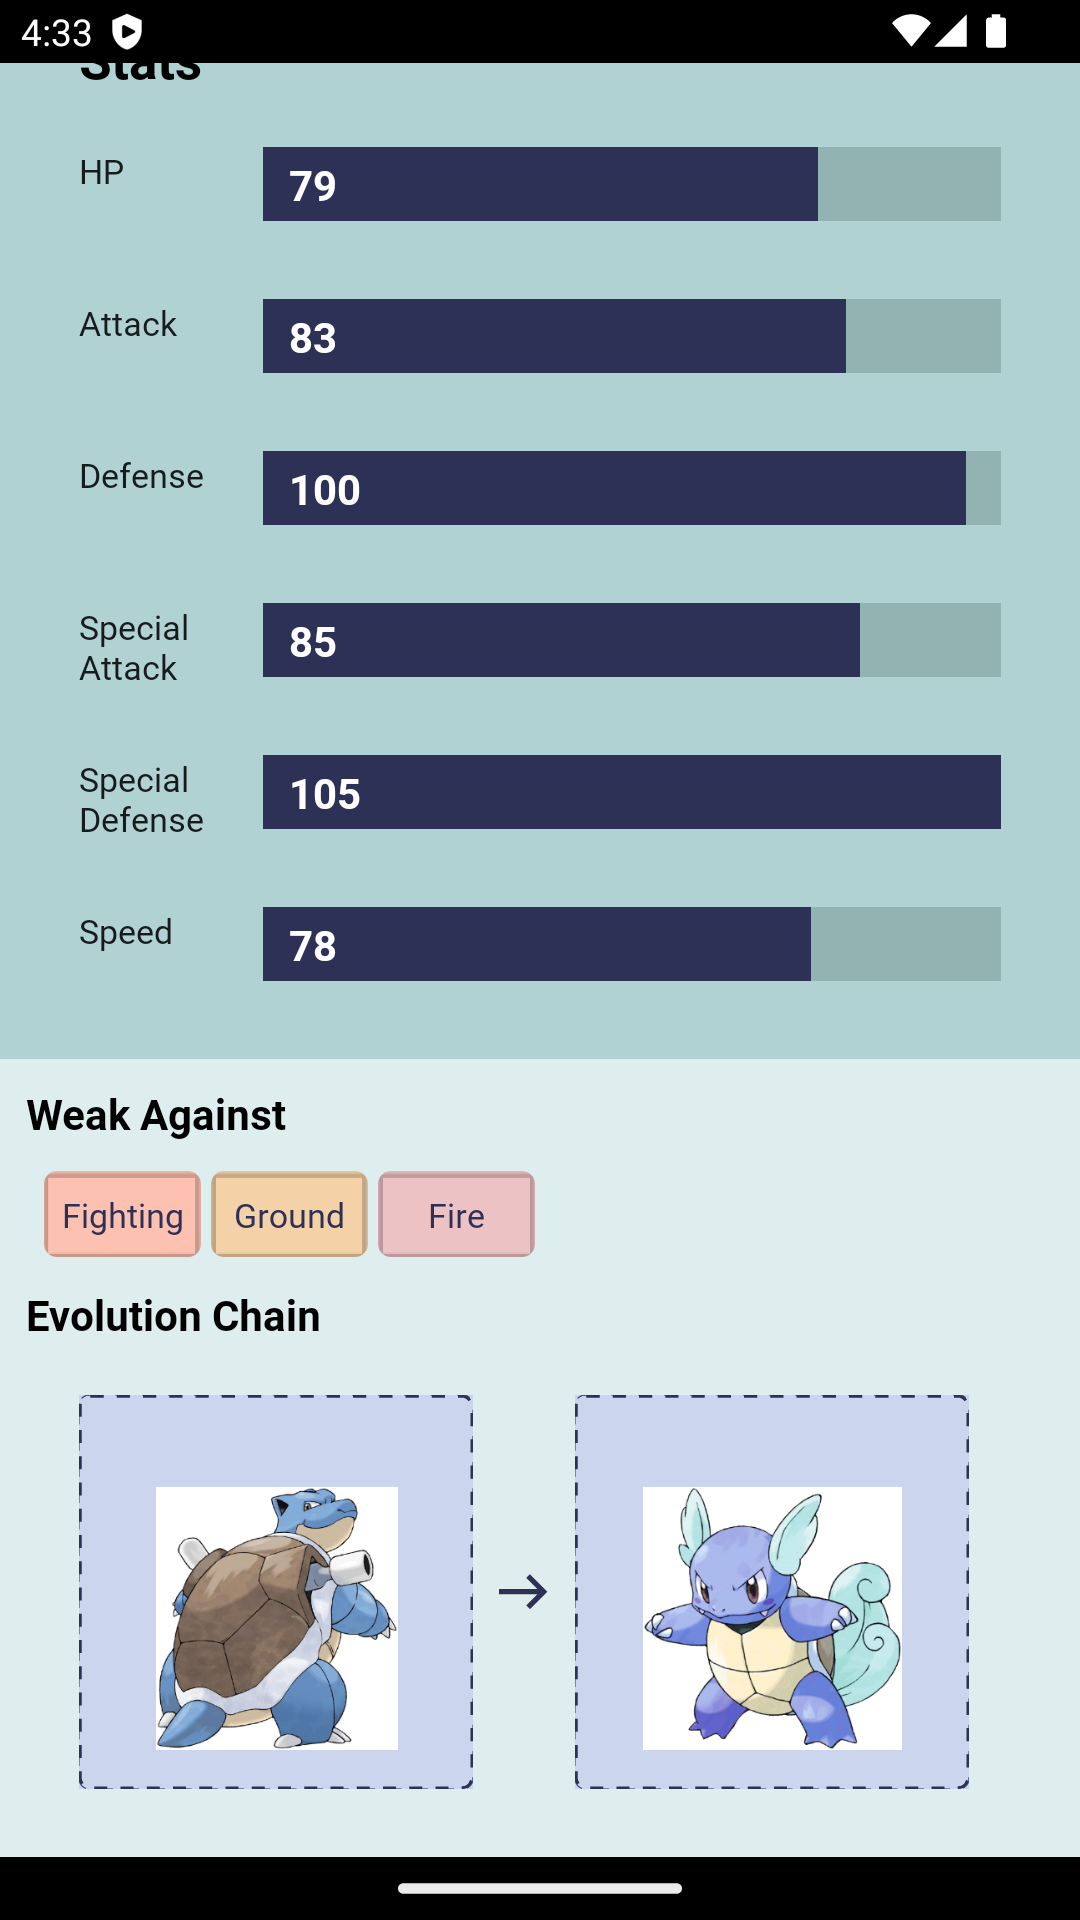 4:33
Stats
HP
79
Attack
83
Defense
100
Special
Attack
85
Special
Defense
105
Speed
78
Weak Against
Fighting
Ground
Fire
Evolution Chain